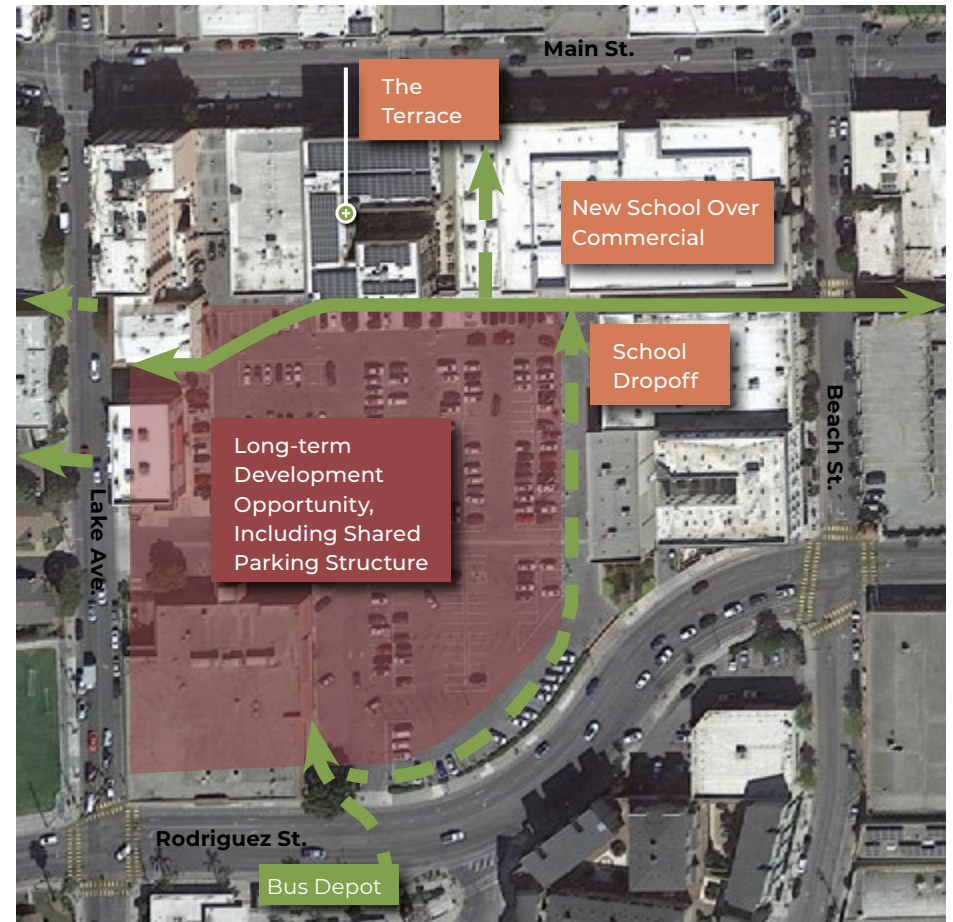 Main St.
The
Terrace
New School Over
Commercial
School
Dropoff
Beach St.
Long-term
Development
Opportunity,
Including Shared
Parking Structure
Lake Ave.
Rodriguez St.
Bus Depot